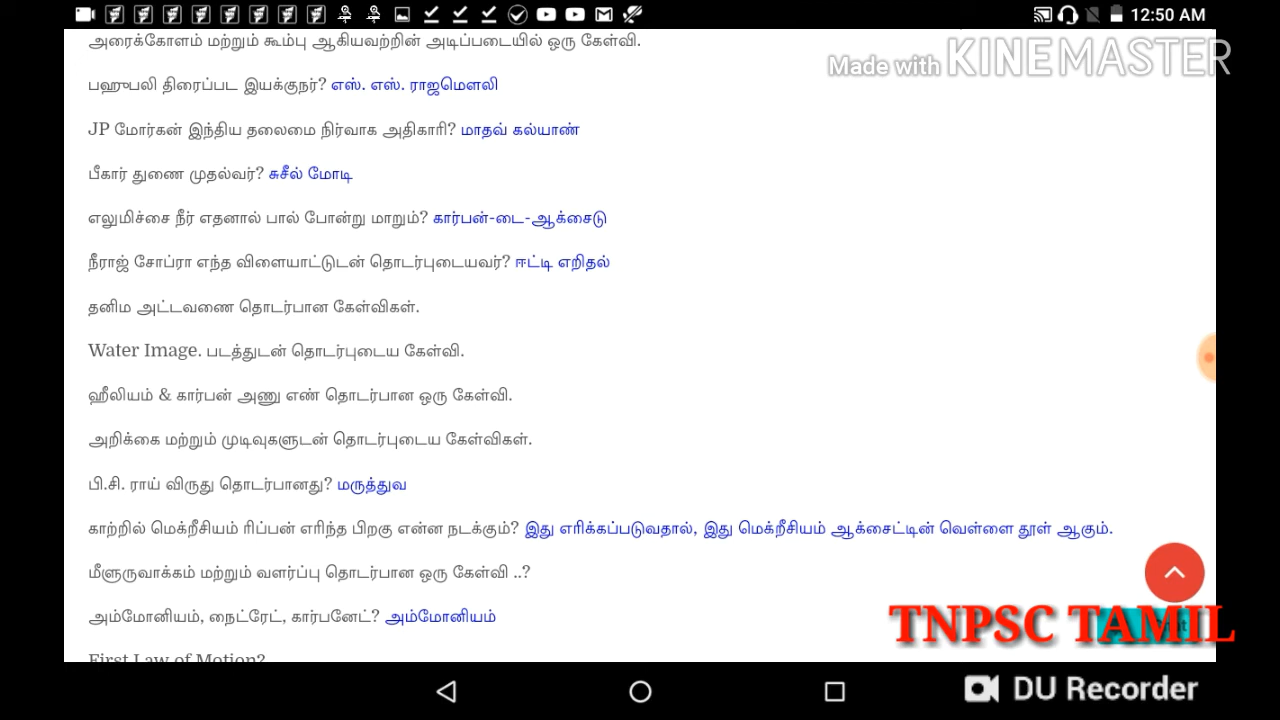 12:50 AM
Made with KINEMASTER
அரைக்கோளம் மற்றும் கூம்பு ஆகியவற்றின் அடிப்படையில் ஒரு கேள்வி.
பஹுபலி திரைப்பட இயக்குநர்? எஸ். எஸ். ராஜமௌலி
JP மோர்கன் இந்திய தலைமை நிர்வாக அதிகாரி? மாதவ் கல்யாண்
பீகார் துணை முதல்வர்? சுசீல் மோடி
எலுமிச்சை நீர் எதனால் பால் போன்று மாறும்? கார்பன்-டை-ஆக்சைடு
நீராஜ் சோப்ரா எந்த விளையாட்டுடன் தொடர்புடையவர்? ஈட்டி எறிதல்
தனிம அட்டவணை தொடர்பான கேள்விகள்.
Water Image. படத்துடன் தொடர்புடைய கேள்வி.
ஹீலியம் & கார்பன் அணு எண் தொடர்பான ஒரு கேள்வி.
அறிக்கை மற்றும் முடிவுகளுடன் தொடர்புடைய கேள்விகள்.
பி.சி. ராய் விருது தொடர்பானது? மருத்துவ
காற்றில் மெக்றீசியம் ரிப்பன் எரிந்த பிறகு என்ன நடக்கும்? இது எரிக்கப்படுவதால், இது மெக்றீசியம் ஆக்சைட்டின் வெள்ளை தூள் ஆகும்.
மீளுருவாக்கம் மற்றும் வளர்ப்பு தொடர்பான ஒரு கேள்வி ..?
அம்மோனியம், நைட்ரேட், கார்பனேட்? அம்மோனியம்
TNPSC TAMIL
First Law of Motion?
DU Recorder